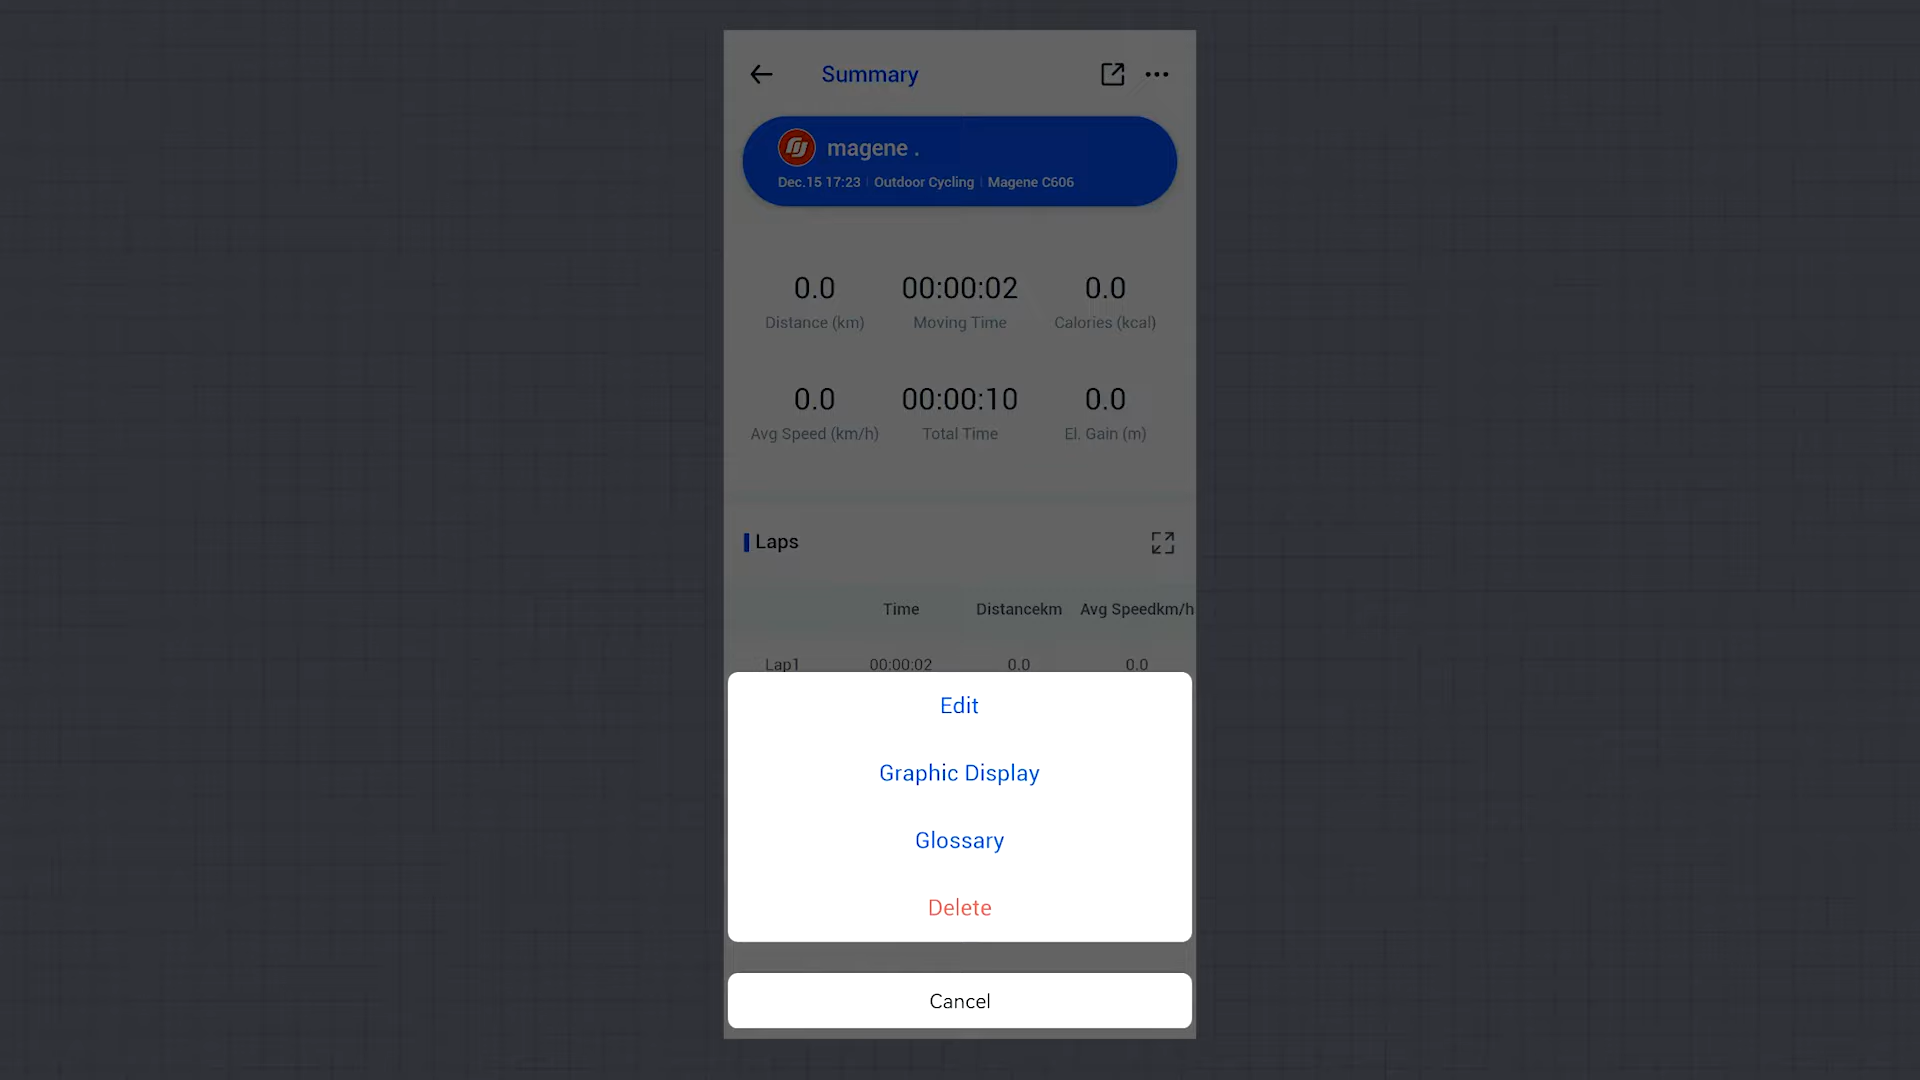 Summary
magene .
Dec.15 17:23 | Outdoor Cycling | Magene C606
0.0 00:00:02 0.0
Distance (km) Moving Time Calories (kcal)
0.0 00:00:10 0.0
Avg Speed (km/h) Total Time El. Gain (m)
Laps
Time Distancekm Avg Speedkm/h
Lap1 00:00:02 0.0 0.0
Edit
Graphic Display
Glossary
Delete
Cancel